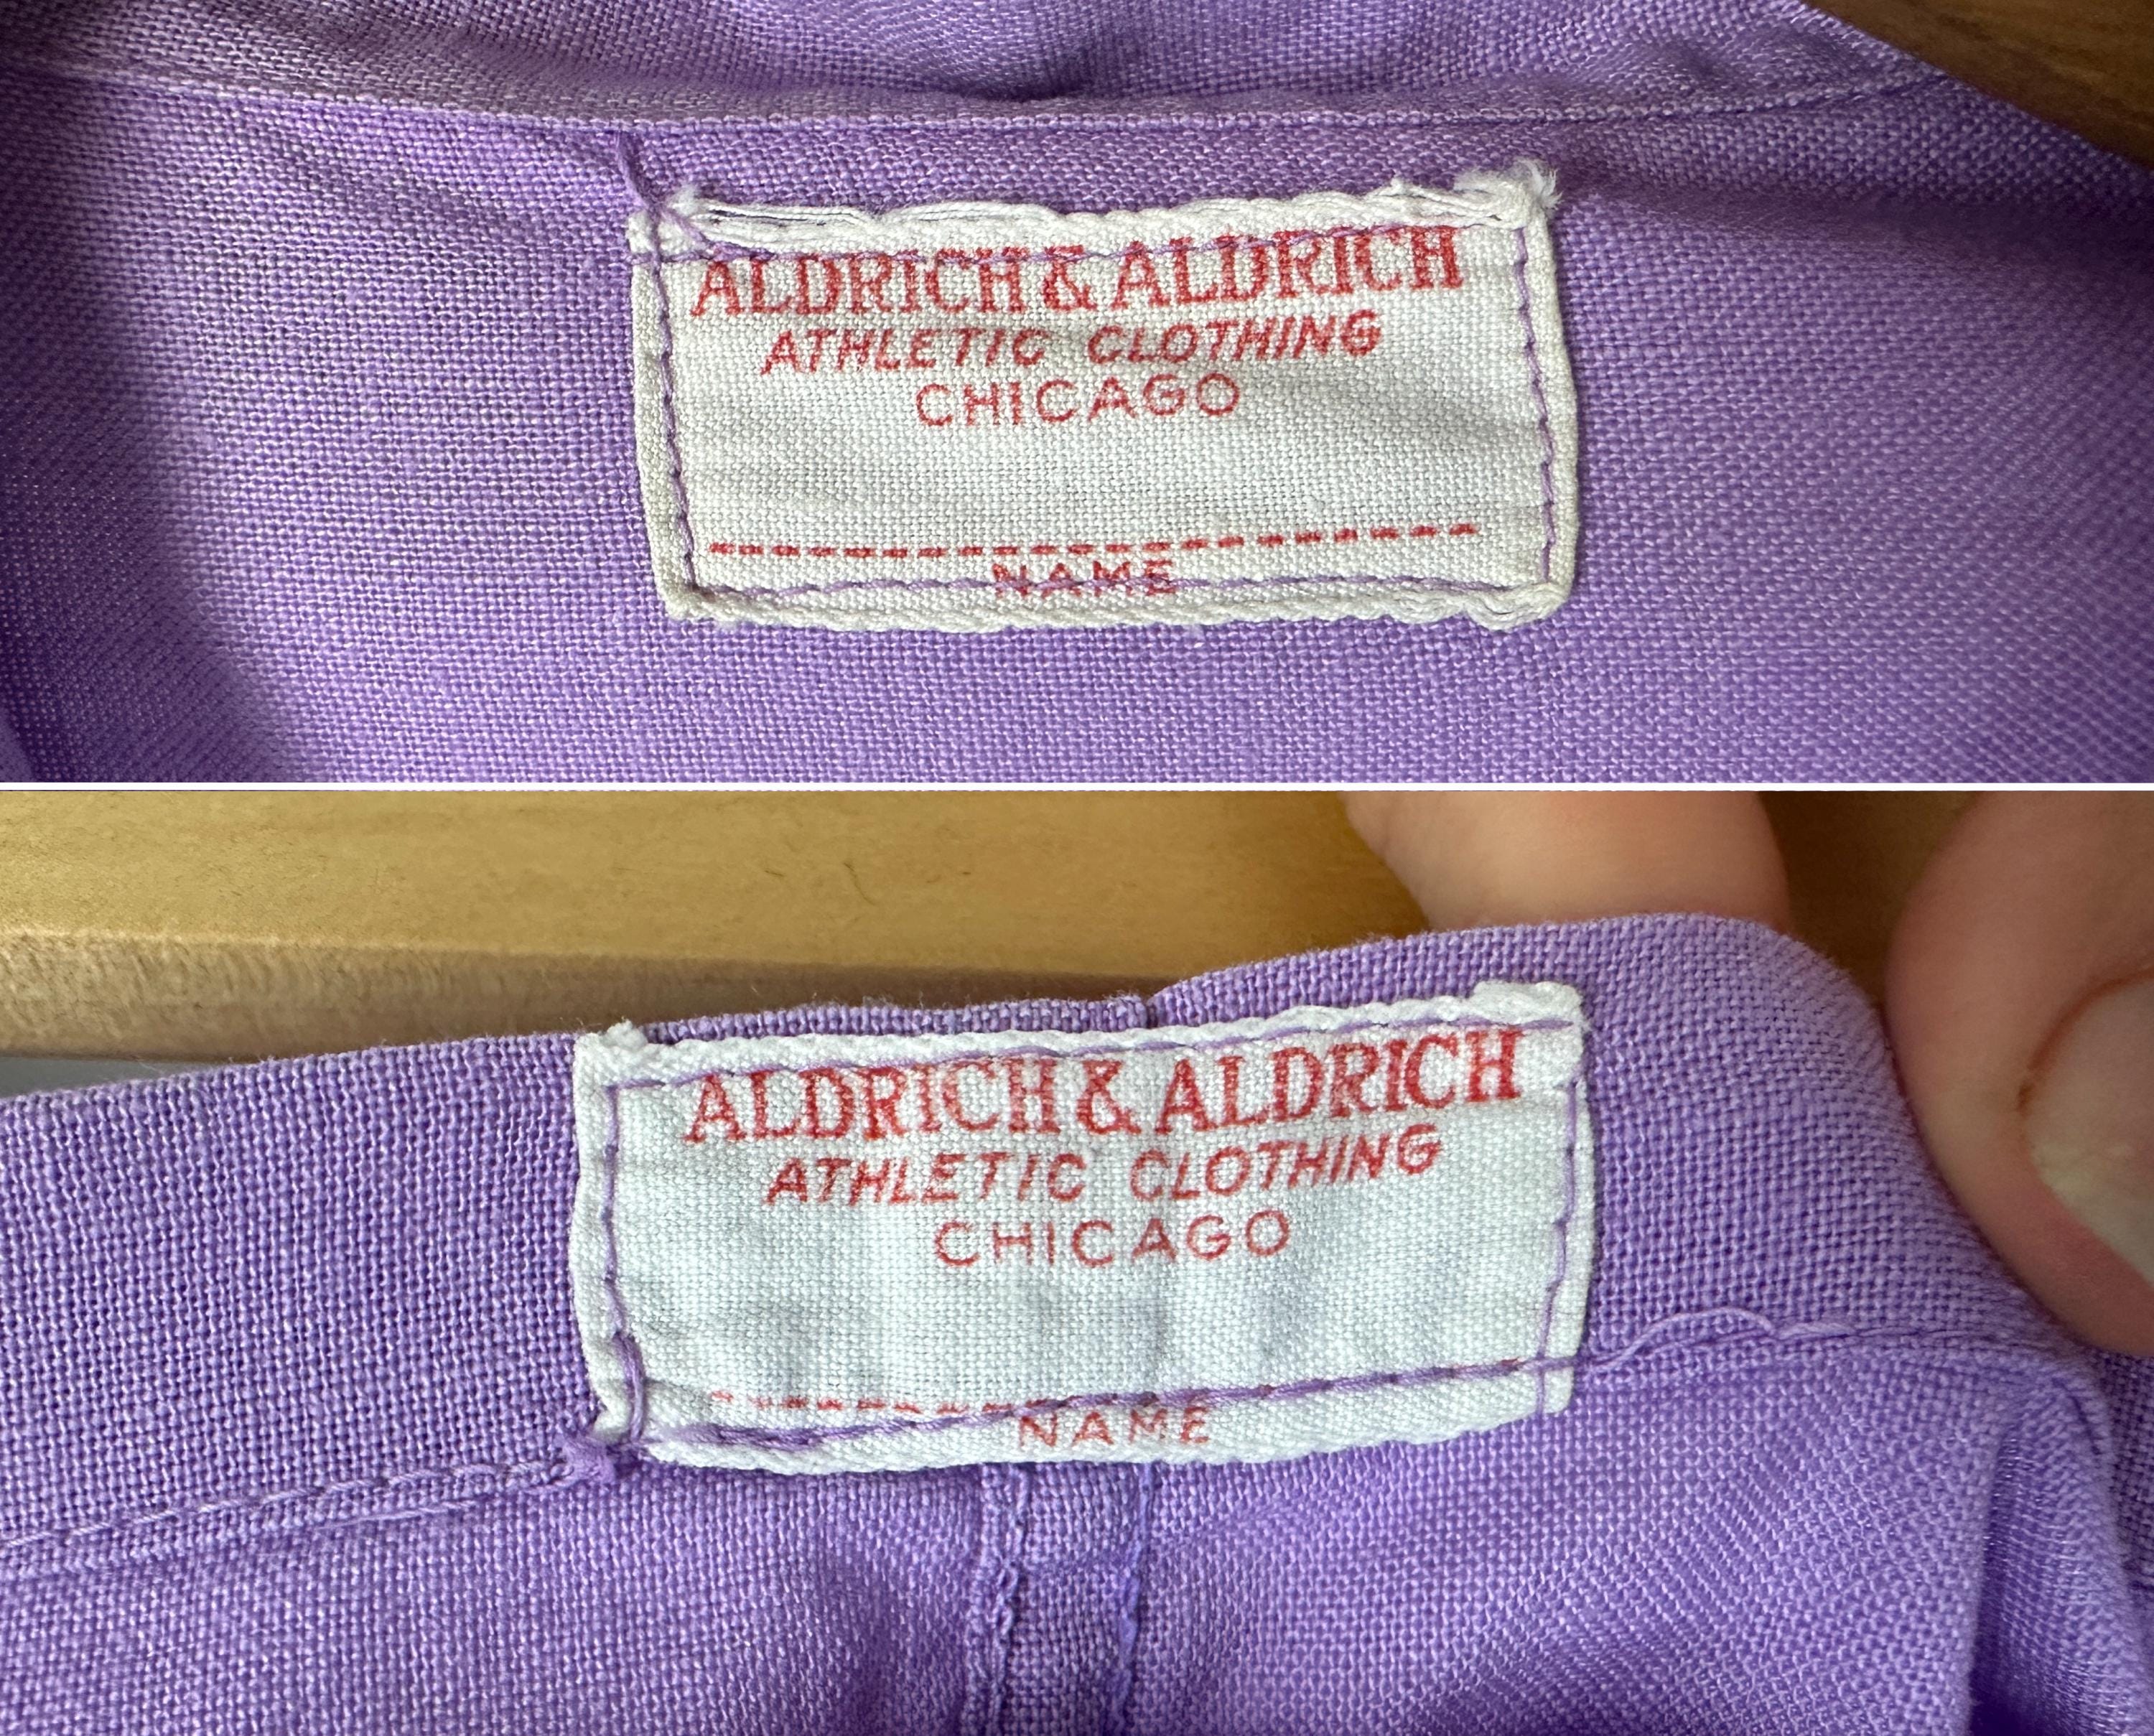 ALDRICH & ALDRICH
ATHLETIC CLOTHING
CHICAGO
NAME
ALDRICH & ALDRICH
ATHLETIC CLOTHING
CHICAGO
NAME